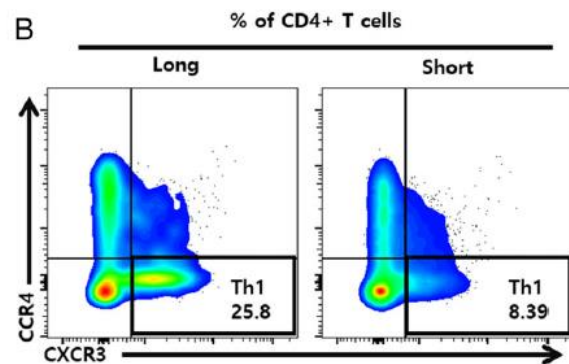 B
% of CD4+ T cells
Long
Short
Th1
25.8
Th1
8.39
CCR4
CXCR3